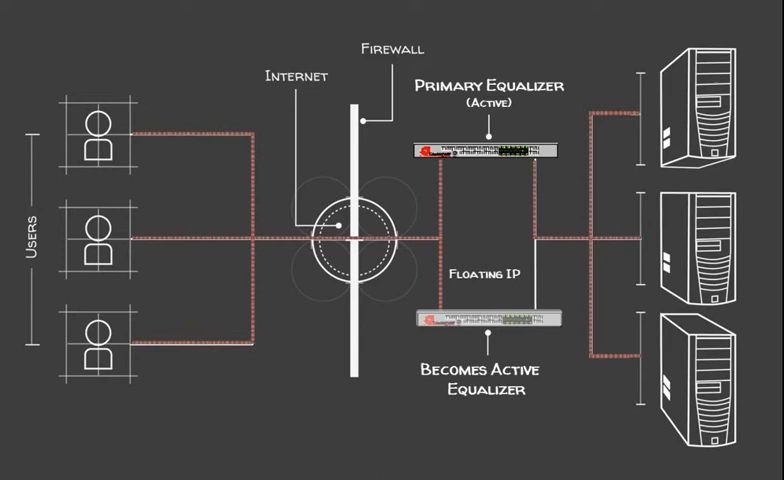 Firewall
Internet
Primary Equalizer
(Active)
Users
Floating IP
Becomes Active
Equalizer